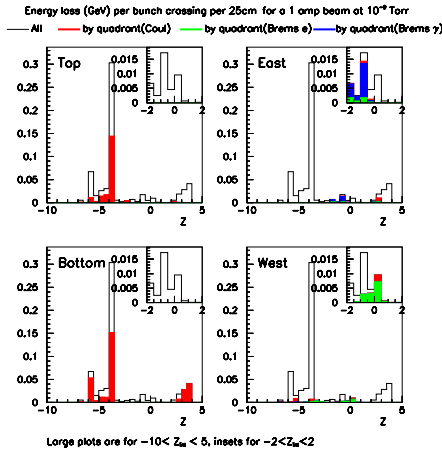 Energy loss (GeV) per bunch crossing per 25cm for a 1 amp beam at 10⁻⁹ Torr
All by quadrant(Coul) by quadrant(Brems e) by quadrant(Brems γ)
Top
0.3
0.25
0.2
0.15
0.1
0.05
0
-10 -5 0 5
Z
0.015
0.01
0.005
0
-2 0 2
East
0.3
0.25
0.2
0.15
0.1
0.05
0
-10 -5 0 5
Z
0.015
0.01
0.005
0
-2 0 2
Bottom
0.3
0.25
0.2
0.15
0.1
0.05
0
-10 -5 0 5
Z
0.015
0.01
0.005
0
-2 0 2
West
0.3
0.25
0.2
0.15
0.1
0.05
0
-10 -5 0 5
Z
0.015
0.01
0.005
0
-2 0 2
Large plots are for -10< Z < 5, insets for -2<Z<2